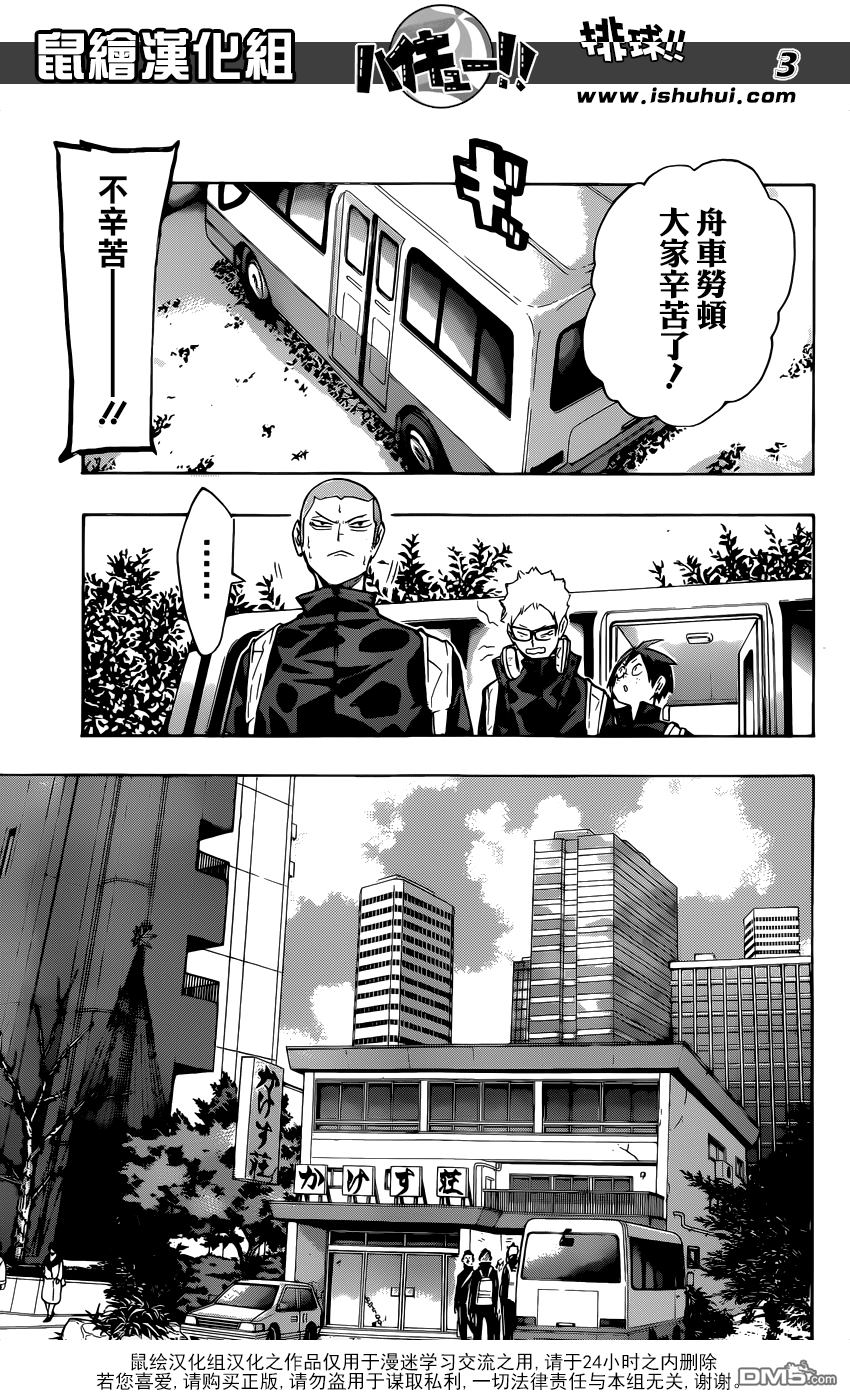 鼠繪漢化組
ハイキュー!!
排球!!
3
www.ishuhui.com
舟車勞頓
大家辛苦了!
ギッ
不辛苦——!!
………
かけす荘
かけす荘
鼠绘汉化组汉化之作品仅用于漫迷学习交流之用,请于24小时之内删除
若您喜爱,请购买正版,请勿盗用于谋取私利,一切法律责任与本组无关,谢谢。
DM5.com